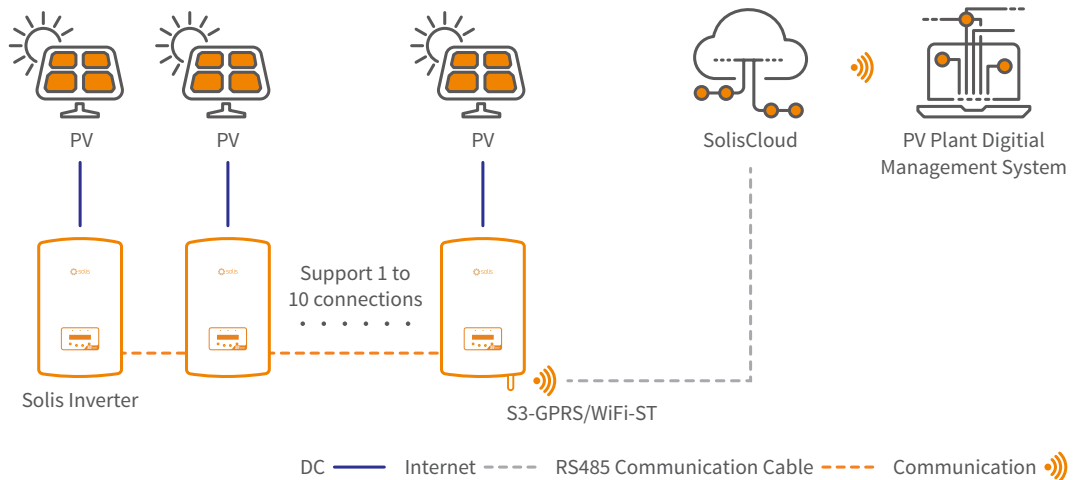 PV
PV
PV
SolisCloud
PV Plant Digitial
Management System
solis
solis
solis
Support 1 to
10 connections
Solis Inverter
S3-GPRS/WiFi-ST
DC
Internet
RS485 Communication Cable
Communication